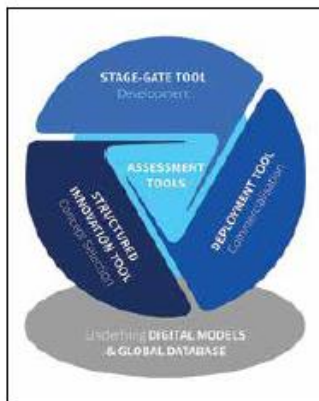 STAGE-GATE TOOL
Development
ASSESSMENT
TOOLS
DEPLOYMENT TOOL
Commercialisation
STRUCTURED
INNOVATION TOOL
Concept Selection
Underlying DIGITAL MODELS
& GLOBAL DATABASE